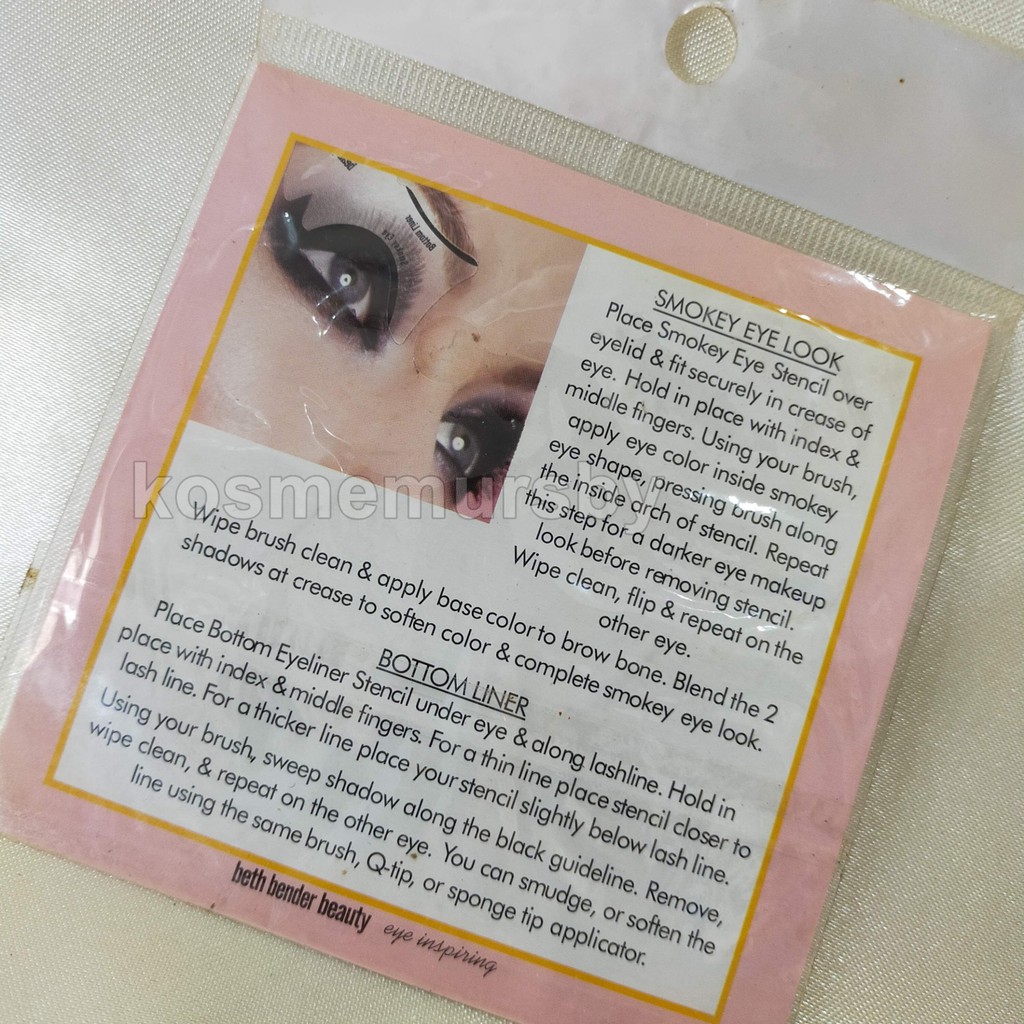 Smokey Eye
Bottom Liner
SMOKEY EYE LOOK
Place Smokey Eye Stencil over
eyelid & fit securely in crease of
eye. Hold in place with index &
middle fingers. Using your brush,
apply eye color inside smokey
eye shape, pressing brush along
the inside arch of stencil. Repeat
this step for a darker eye makeup
look before removing stencil.
Wipe clean, flip & repeat on the
other eye.
kosmemursby
Wipe brush clean & apply base color to brow bone. Blend the 2
shadows at crease to soften color & complete smokey eye look.
BOTTOM LINER
Place Bottom Eyeliner Stencil under eye & along lashline. Hold in
place with index & middle fingers. For a thin line place stencil closer to
lash line. For a thicker line place your stencil slightly below lash line.
Using your brush, sweep shadow along the black guideline. Remove,
wipe clean, & repeat on the other eye. You can smudge, or soften the
line using the same brush, Q-tip, or sponge tip applicator.
beth bender beauty eye inspiring